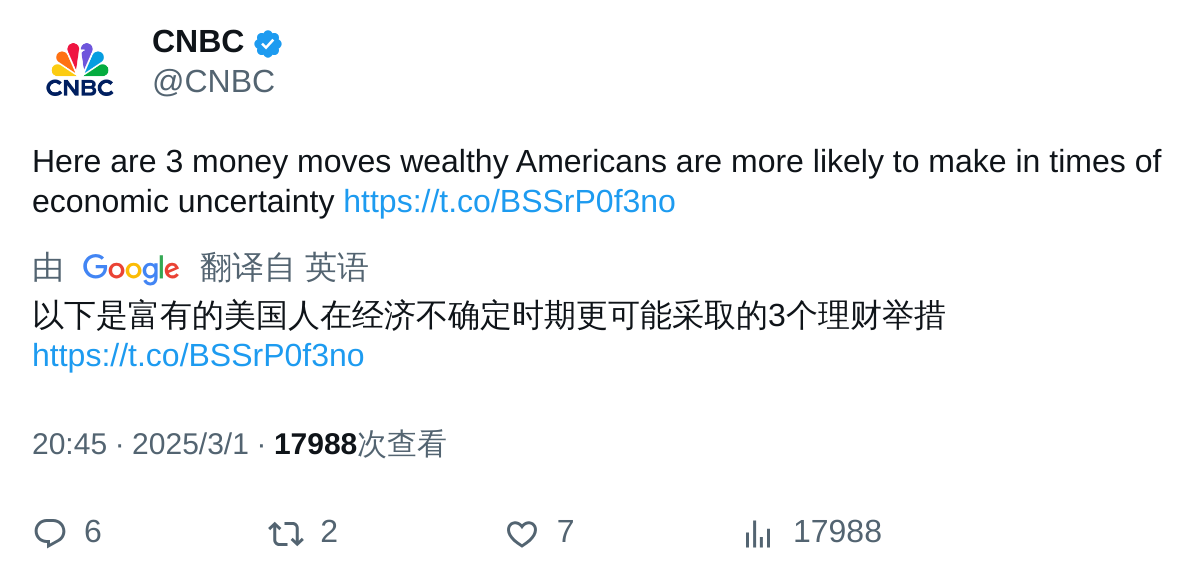 CNBC
CNBC
@CNBC
Here are 3 money moves wealthy Americans are more likely to make in times of
economic uncertainty https://t.co/BSSrP0f3no
由 Google 翻译自 英语
以下是富有的美国人在经济不确定时期更可能采取的3个理财举措
https://t.co/BSSrP0f3no
20:45 · 2025/3/1 · 17988次查看
6 2 7 17988